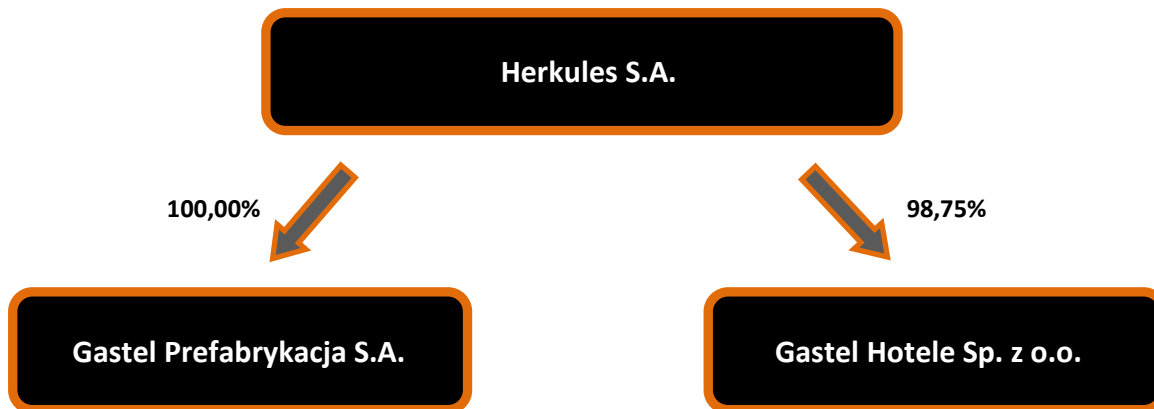 Herkules S.A.
100,00%
98,75%
Gastel Prefabrykacja S.A.
Gastel Hotele Sp. z o.o.